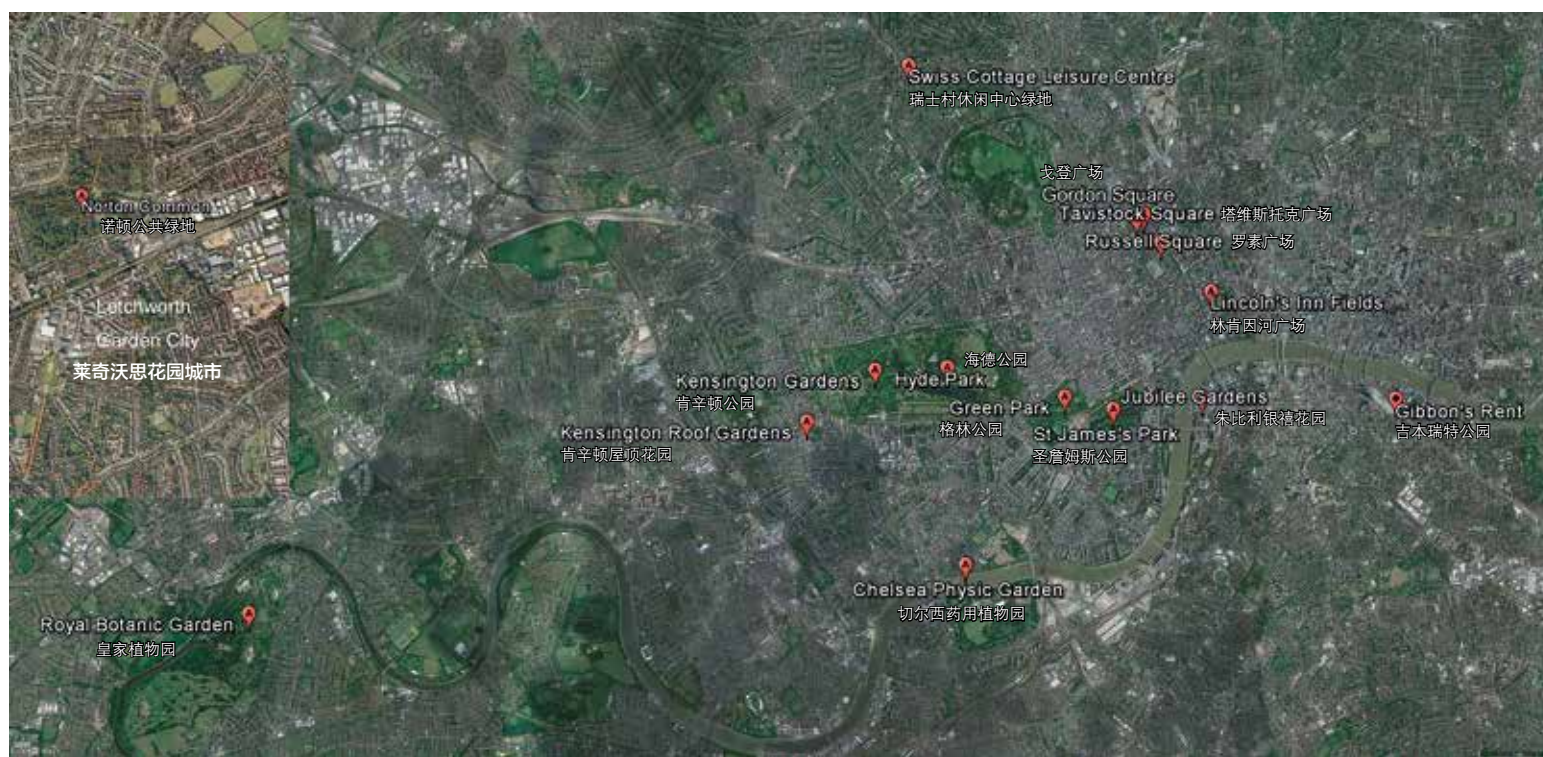 Swiss Cottage Leisure Centre
瑞士村休闲中心绿地
戈登广场
Gordon Square
Tavistock Square 塔维斯托克广场
Russell Square 罗素广场
Norton Common
诺顿公共绿地
Letchworth
Garden City
莱奇沃思花园城市
Lincoln's Inn Fields
林肯因河广场
海德公园
Hyde Park
Kensington Gardens
肯辛顿公园
Green Park
格林公园
Jubilee Gardens
朱比利银禧花园
St James's Park
圣詹姆斯公园
Gibbon's Rent
吉本瑞特公园
Kensington Roof Gardens
肯辛顿屋顶花园
Chelsea Physic Garden
切尔西药用植物园
Royal Botanic Garden
皇家植物园